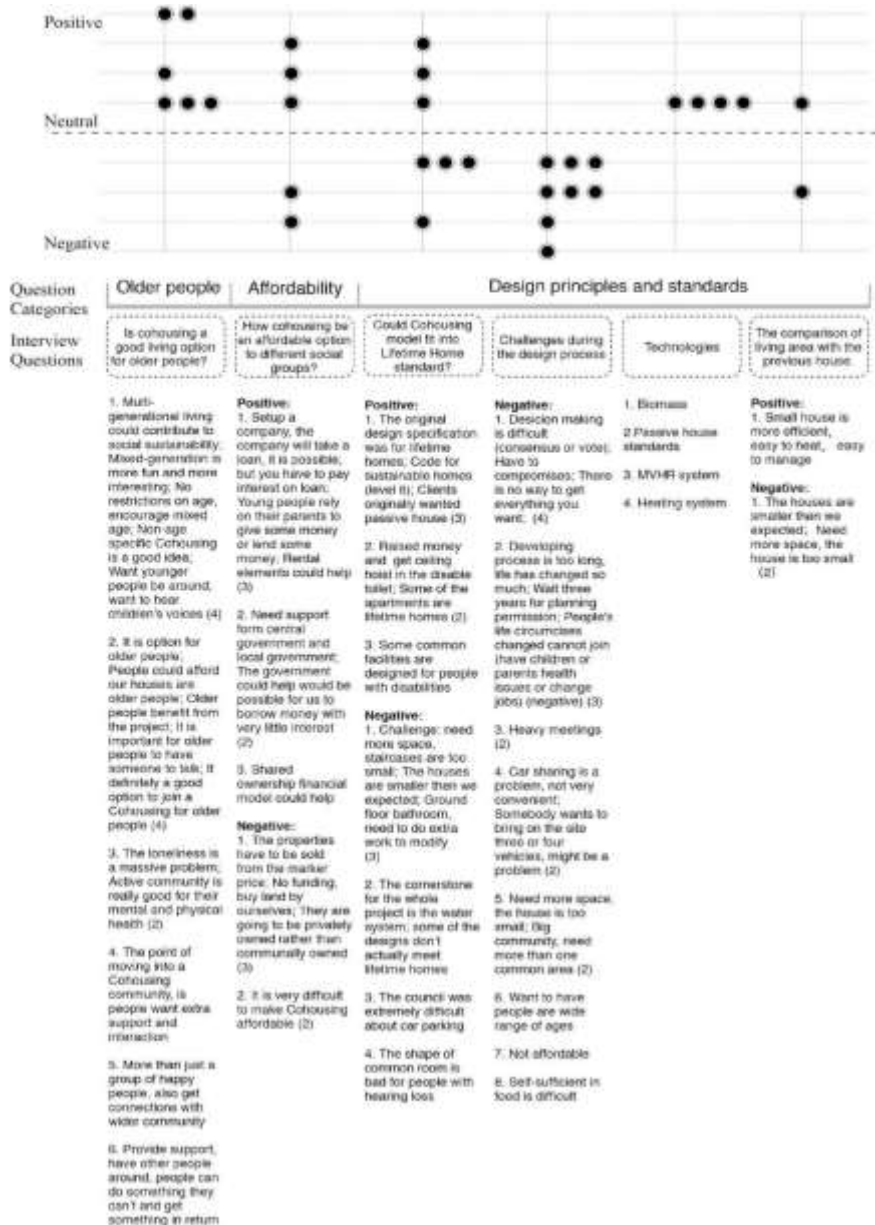 Positive
Neutral
Negative
Question
Categories
Older people
Affordability
Design principles and standards
Interview
Questions
Is cohousing a
good living option
for older people?
How cohousing be
an affordable option
to different social
groups?
Could Cohousing
model fit into
Lifetime Home
standard?
Challenges during
the design process
Technologies
The comparison of
living area with the
previous house.
1. Multi-
generational living
could contribute to
social sustainability;
Mixed-generation is
more fun and more
interesting; No
restrictions on age,
encourage mixed
age; Non-age
specific Cohousing
is a good idea;
Want younger
people be around,
want to hear
children's voices (4)
2. It is option for
older people;
People could afford
our houses are
older people; Older
people benefit from
the project; It is
important for older
people to have
someone to talk; It
definitely a good
option to join a
Cohousing for older
people (4)
3. The loneliness is
a massive problem;
Active community is
really good for their
mental and physical
health (2)
4. The point of
moving into a
Cohousing
community, is
people want extra
support and
interaction
5. More than just a
group of happy
people, also get
connections with
wider community
6. Provide support,
have other people
around, people can
do something they
can't and get
something in return
Positive:
1. Setup a
company, the
company will take a
loan, it is possible;
but you have to pay
interest on loan;
Young people rely
on their parents to
give some money
or lend some
money; Rental
elements could help
(3)
2. Need support
form central
government and
local government;
The government
could help would be
possible for us to
borrow money with
very little interest
(2)
3. Shared
ownership financial
model could help
Negative:
1. The properties
have to be sold
from the marker
price; No funding,
buy land by
ourselves; They are
going to be privately
owned rather than
communally owned
(3)
2. It is very difficult
to make Cohousing
affordable (2)
Positive:
1. The original
design specification
was for lifetime
homes; Code for
sustainable homes
(level 6); Clients
originally wanted
passive house (3)
2. Raised money
and get ceiling
hoist in the disable
toilet; Some of the
apartments are
lifetime homes (2)
3. Some common
facilities are
designed for people
with disabilities
Negative:
1. Challenge: need
more space,
staircases are too
small; The houses
are smaller then we
expected; Ground
floor bathroom,
need to do extra
work to modify
(3)
2. The cornerstone
for the whole
project is the water
system; some of the
designs don't
actually meet
lifetime homes
3. The council was
extremely difficult
about car parking
4. The shape of
common room is
bad for people with
hearing loss
Negative:
1. Desicion making
is difficult
(consensus or vote);
Have to
compromises; There
is no way to get
everything you
want; (4)
2. Developing
process is too long,
life has changed so
much; Wait three
years for planning
permission; People's
life circumcises
changed cannot join
(have children or
parents health
issues or change
jobs) (negative) (3)
3. Heavy meetings
(2)
4. Car sharing is a
problem, not very
convenient;
Somebody wants to
bring on the site
three or four
vehicles, might be a
problem (2)
5. Need more space,
the house is too
small; Big
community, need
more than one
common area (2)
6. Want to have
people are wide
range of ages
7. Not affordable
8. Self-sufficient in
food is difficult
1. Biomass
2.Passive house
standards
3. MVHR system
4. Heating system
Positive:
1. Small house is
more efficient,
easy to heat, easy
to manage
Negative:
1. The houses are
smaller then we
expected; Need
more space, the
house is too small
(2)